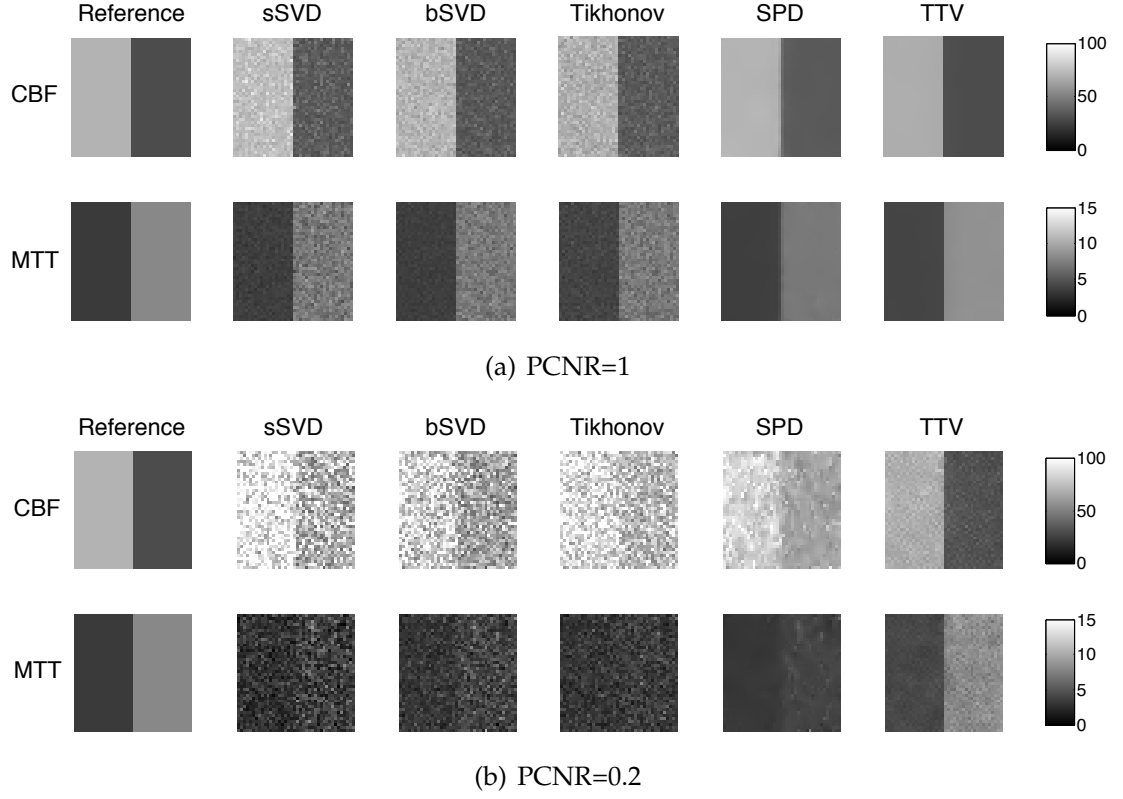 Reference sSVD bSVD Tikhonov SPD TTV
CBF
100
50
0
MTT
15
10
5
0
(a) PCNR=1
Reference sSVD bSVD Tikhonov SPD TTV
CBF
100
50
0
MTT
15
10
5
0
(b) PCNR=0.2